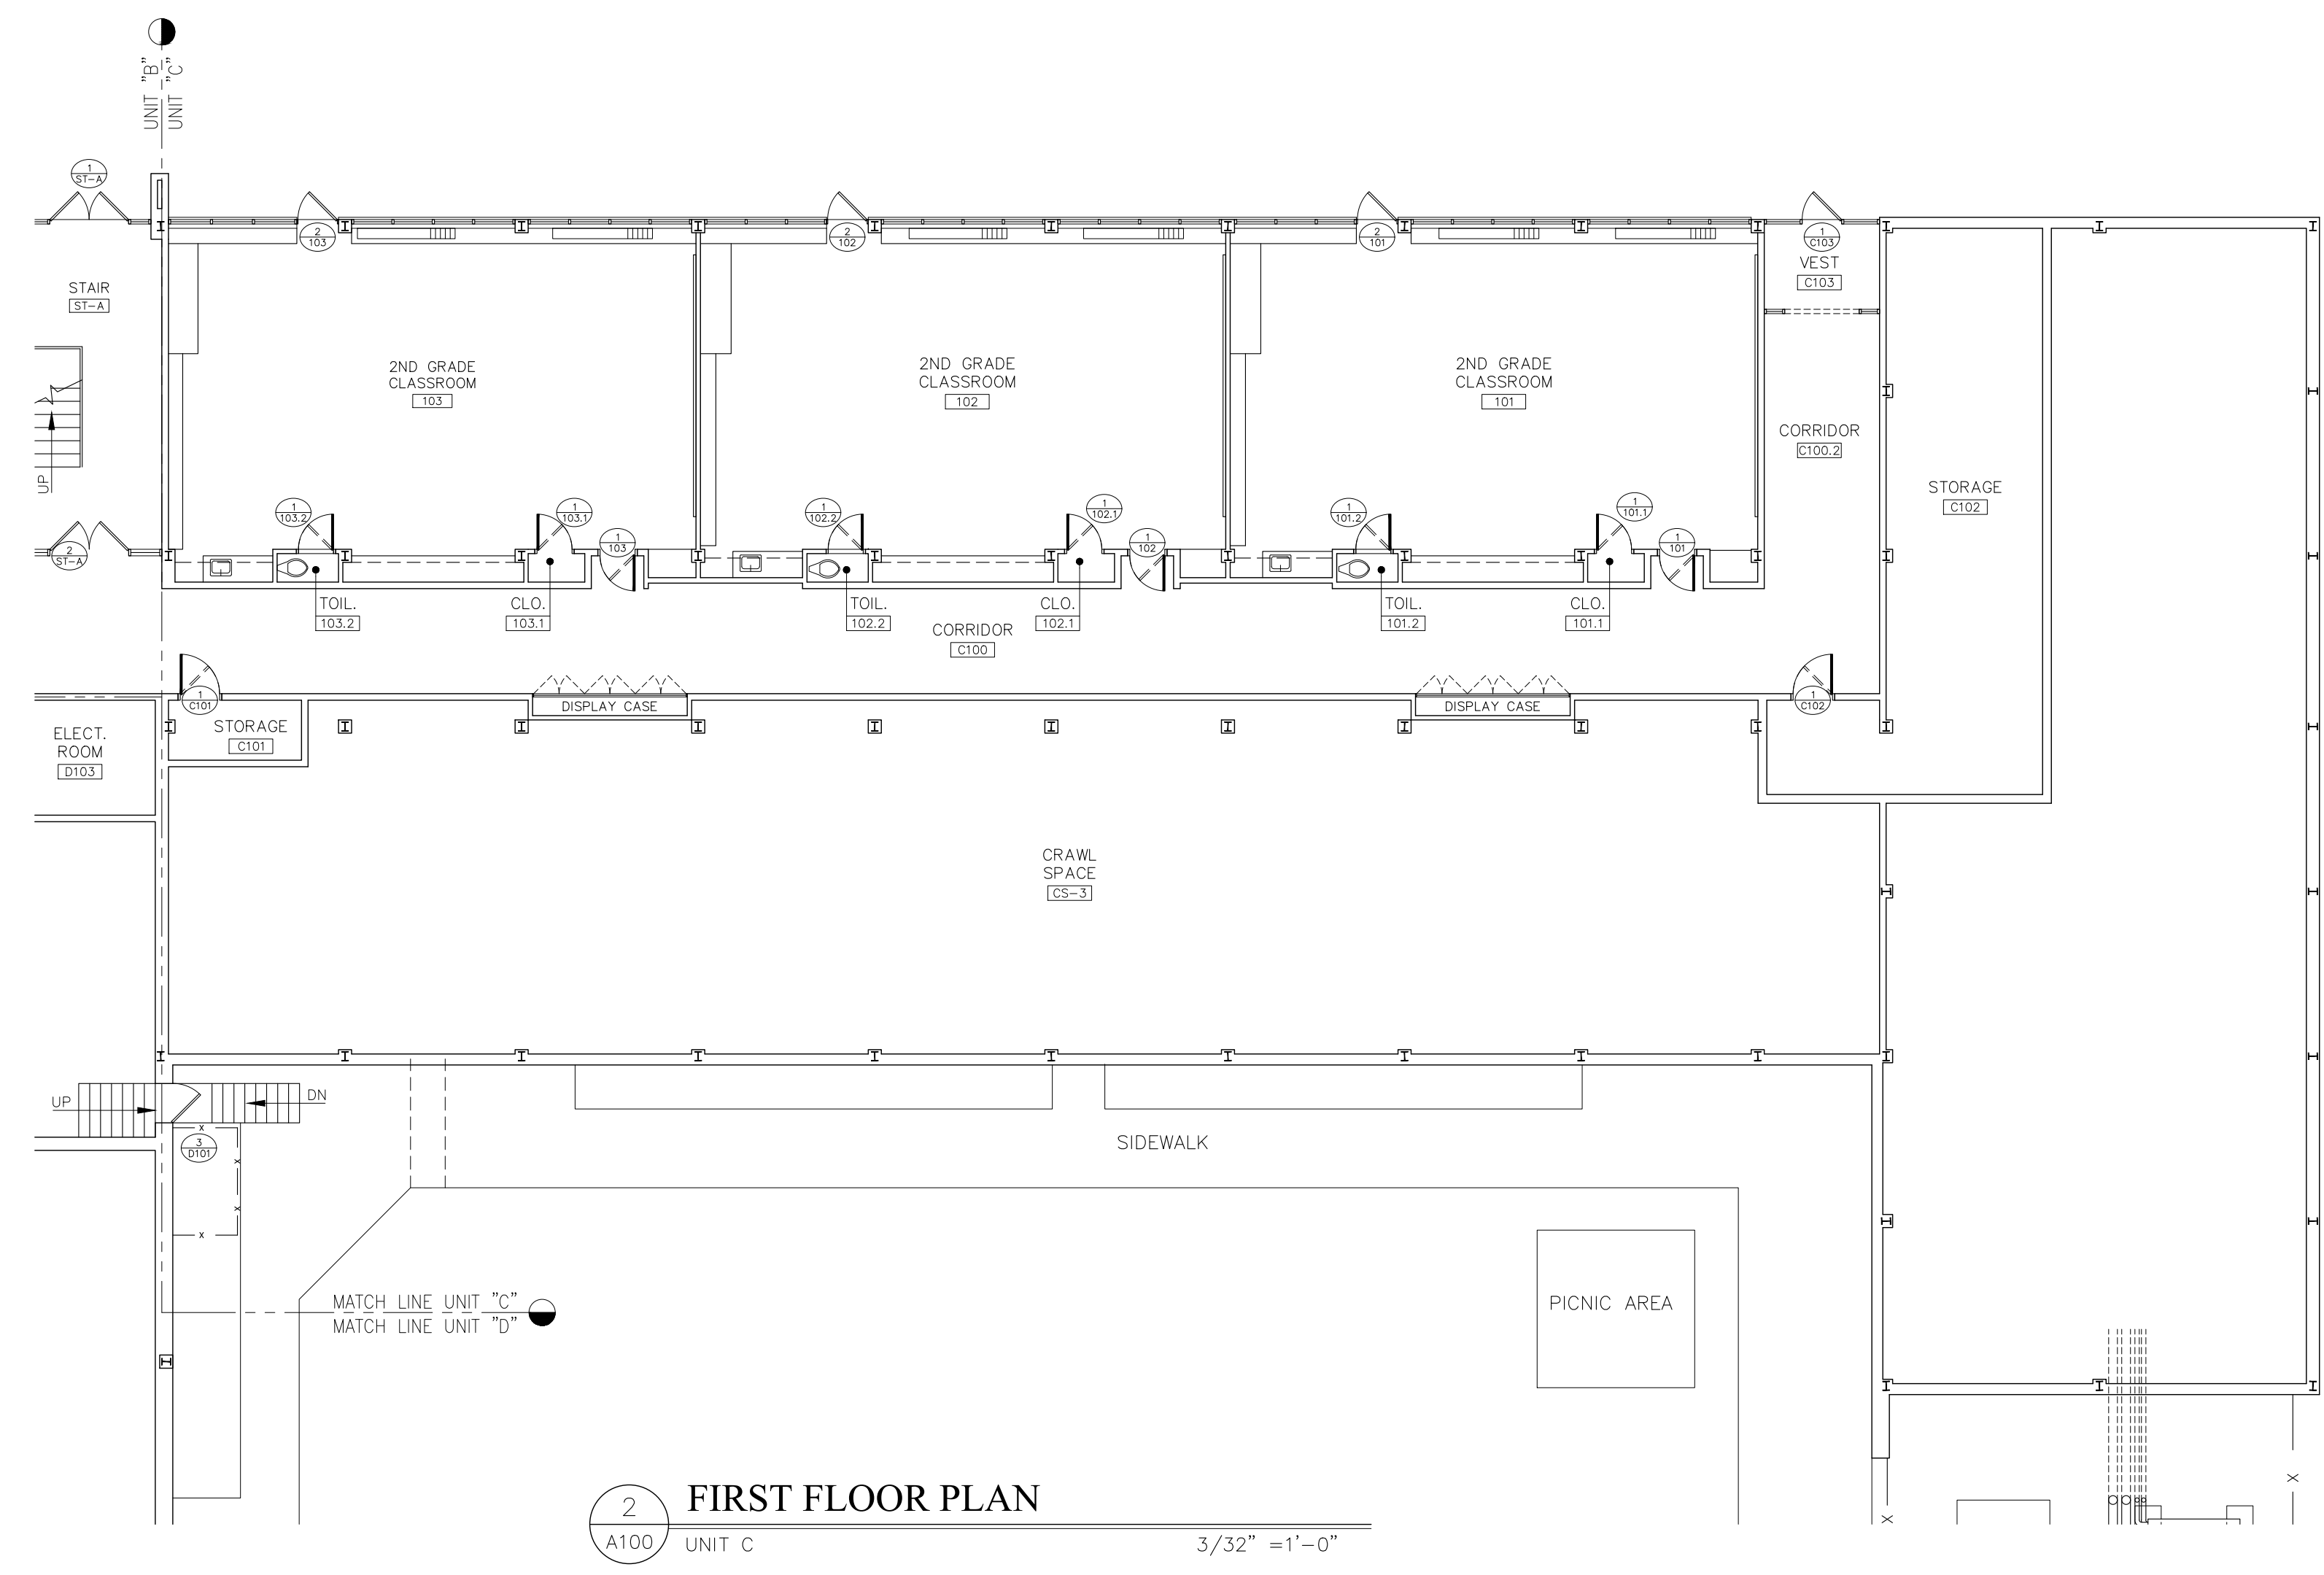 UNIT "B"
UNIT "C"
1
ST-A
2
103
2
102
2
101
1
C103
VEST
C103
STAIR
ST-A
2ND GRADE
CLASSROOM
103
2ND GRADE
CLASSROOM
102
2ND GRADE
CLASSROOM
101
CORRIDOR
C100.2
STORAGE
C102
UP
1
103.2
1
103.1
1
103
1
102.2
1
102.1
1
102
1
101.2
1
101.1
1
101
2
ST-A
TOIL.
103.2
CLO.
103.1
TOIL.
102.2
CLO.
102.1
TOIL.
101.2
CLO.
101.1
CORRIDOR
C100
1
C101
DISPLAY CASE
DISPLAY CASE
1
C102
STORAGE
C101
ELECT.
ROOM
D103
CRAWL
SPACE
CS-3
UP
DN
3
D101
x
x
x
x
SIDEWALK
MATCH LINE UNIT "C"
MATCH LINE UNIT "D"
PICNIC AREA
X
X
2
A100
FIRST FLOOR PLAN
UNIT C
3/32" =1'-0"